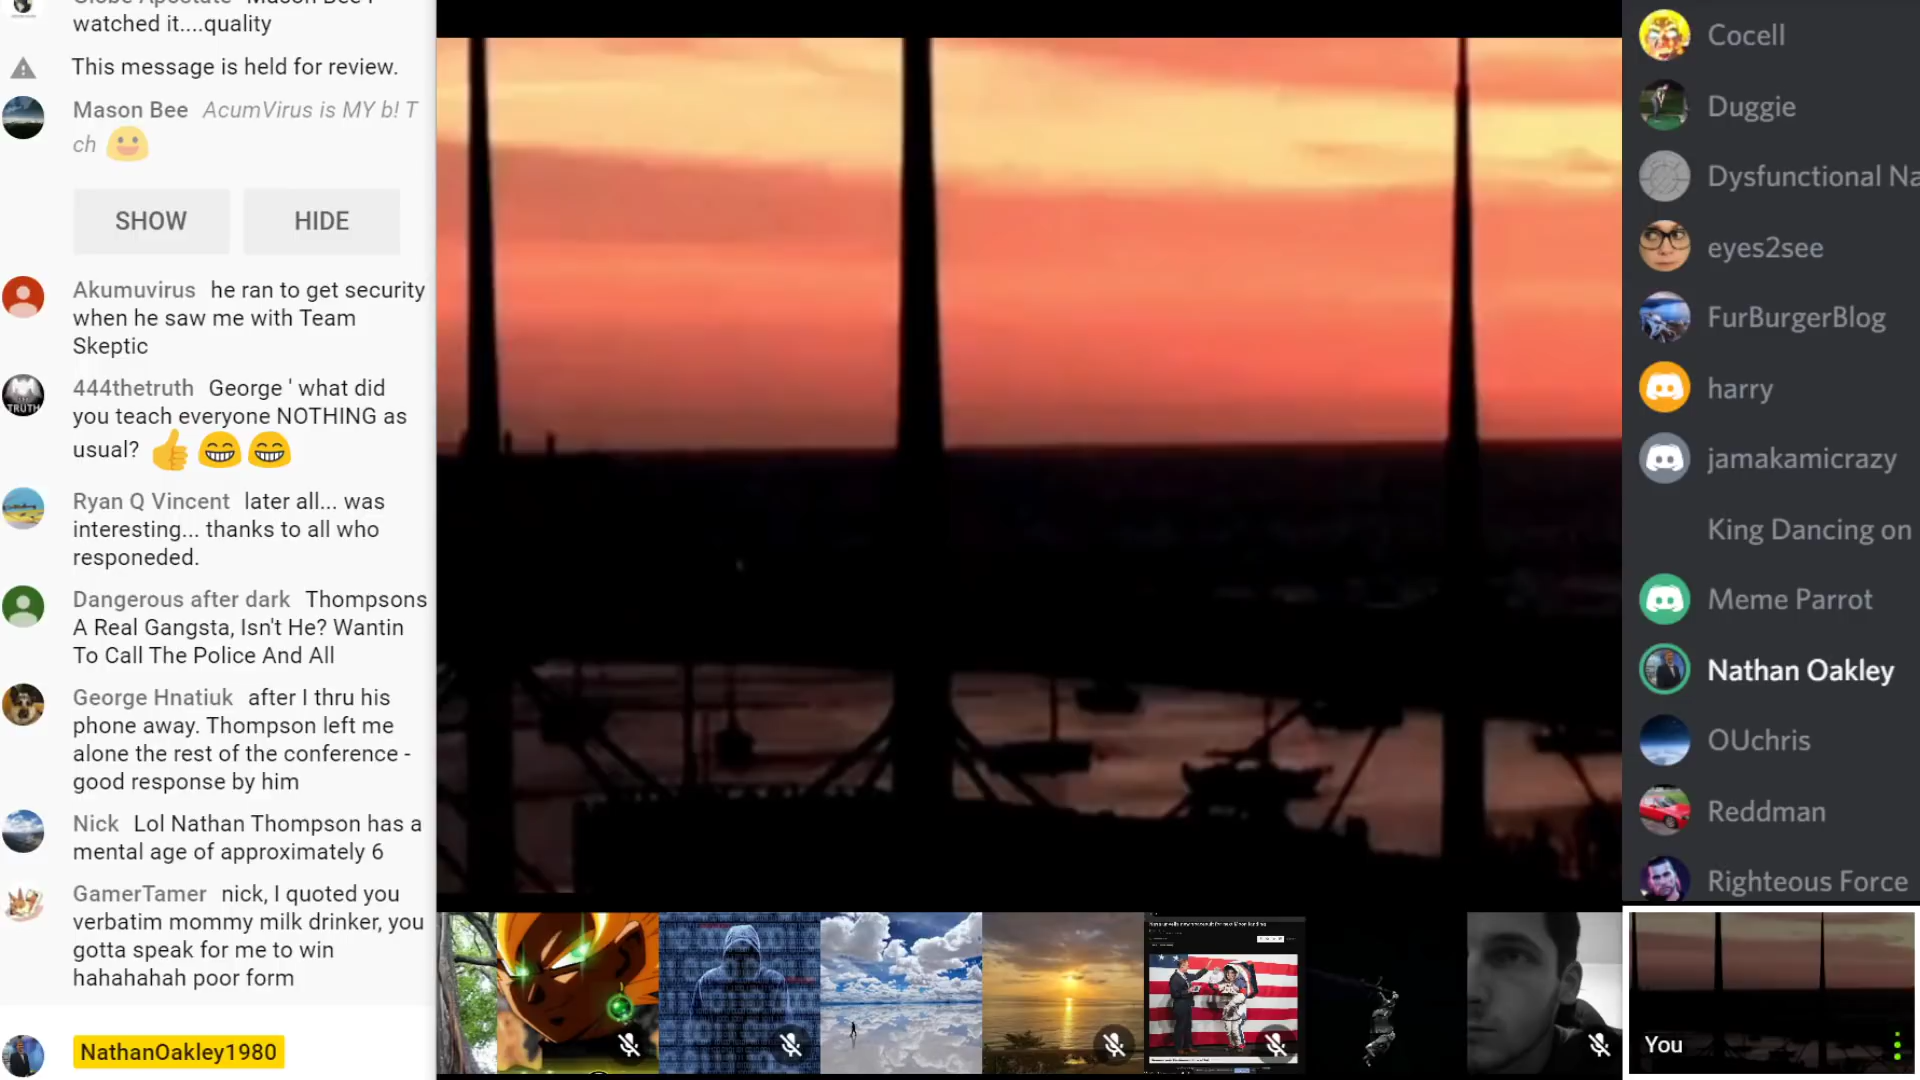 watched it....quality
This message is held for review.
Mason Bee AcumVirus is MY b! T
ch
SHOW HIDE
Akumuvirus he ran to get security
when he saw me with Team
Skeptic
444thetruth George ' what did
you teach everyone NOTHING as
usual?
TRUTH
Ryan Q Vincent later all... was
interesting... thanks to all who
responeded.
Dangerous after dark Thompsons
A Real Gangsta, Isn't He? Wantin
To Call The Police And All
George Hnatiuk after I thru his
phone away. Thompson left me
alone the rest of the conference -
good response by him
Nick Lol Nathan Thompson has a
mental age of approximately 6
GamerTamer nick, I quoted you
verbatim mommy milk drinker, you
gotta speak for me to win
hahahahah poor form
NathanOakley1980
Cocell
Duggie
Dysfunctional Na
eyes2see
FurBurgerBlog
harry
jamakamicrazy
King Dancing on
Meme Parrot
Nathan Oakley
OUchris
Reddman
Righteous Force
You